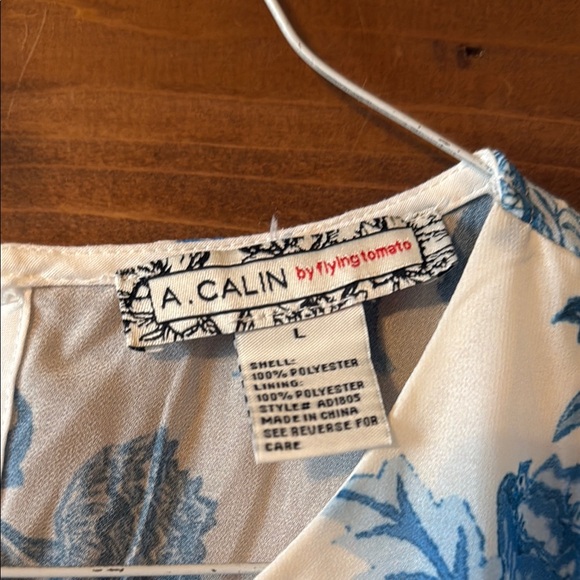 A.CALIN by flying tomato
L
SHELL:
100% POLYESTER
LINING:
100% POLYESTER
STYLE# AD1805
MADE IN CHINA
SEE REVERSE FOR
CARE